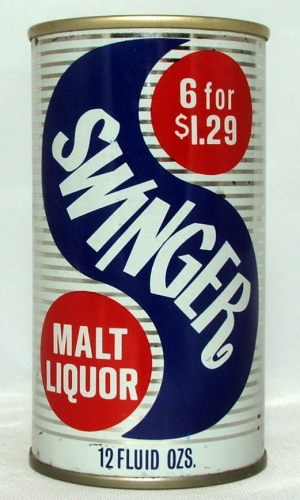 6 for
$1.29
SWINGER
MALT
LIQUOR
12 FLUID OZS.